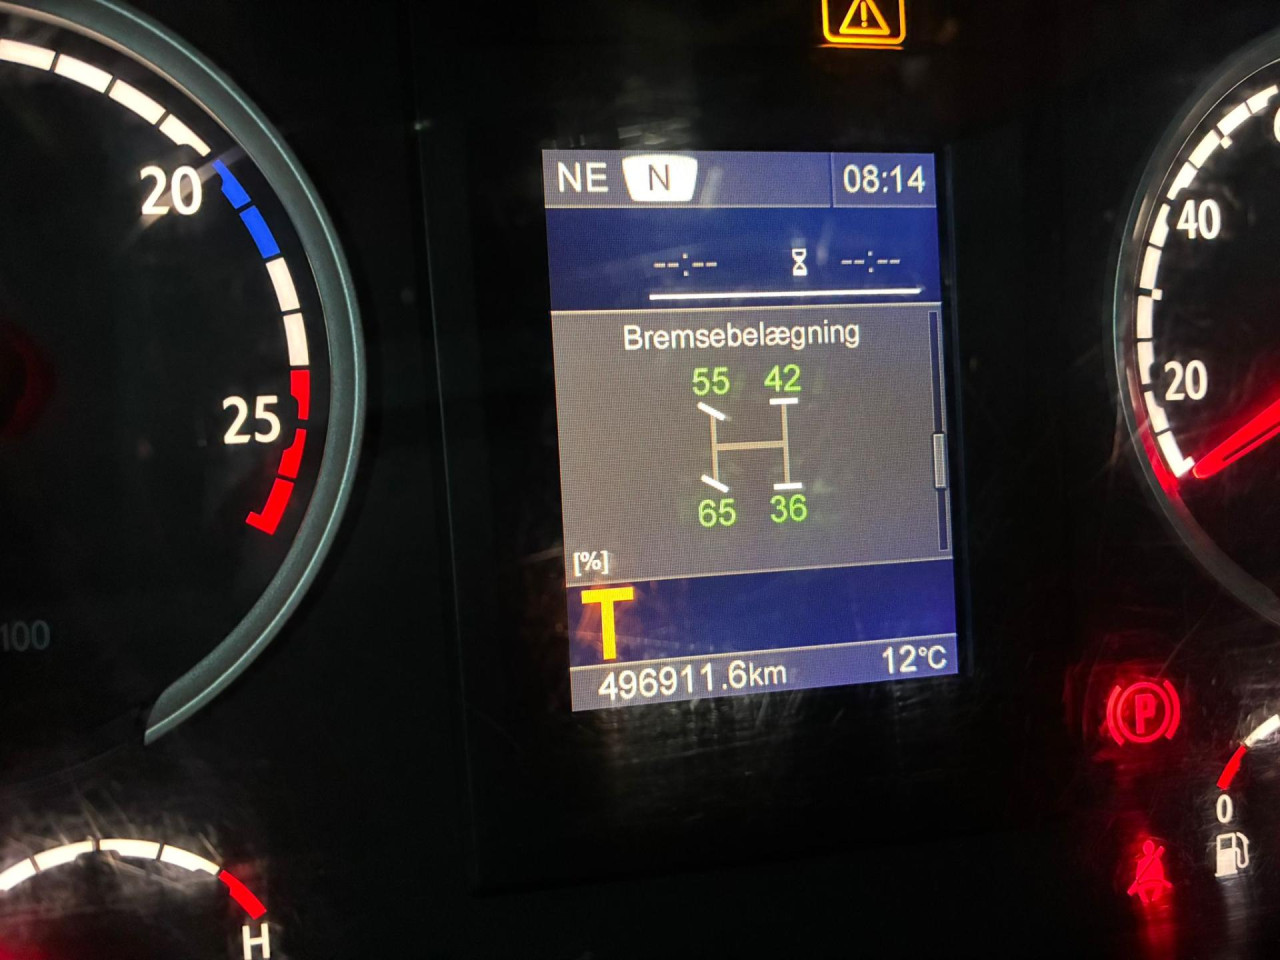 NE N 08:14
--:-- --:--
Bremsebelægning
55 42
65 36
[%]
T
496911.6km 12°C
20
25
100
H
40
20
P
0